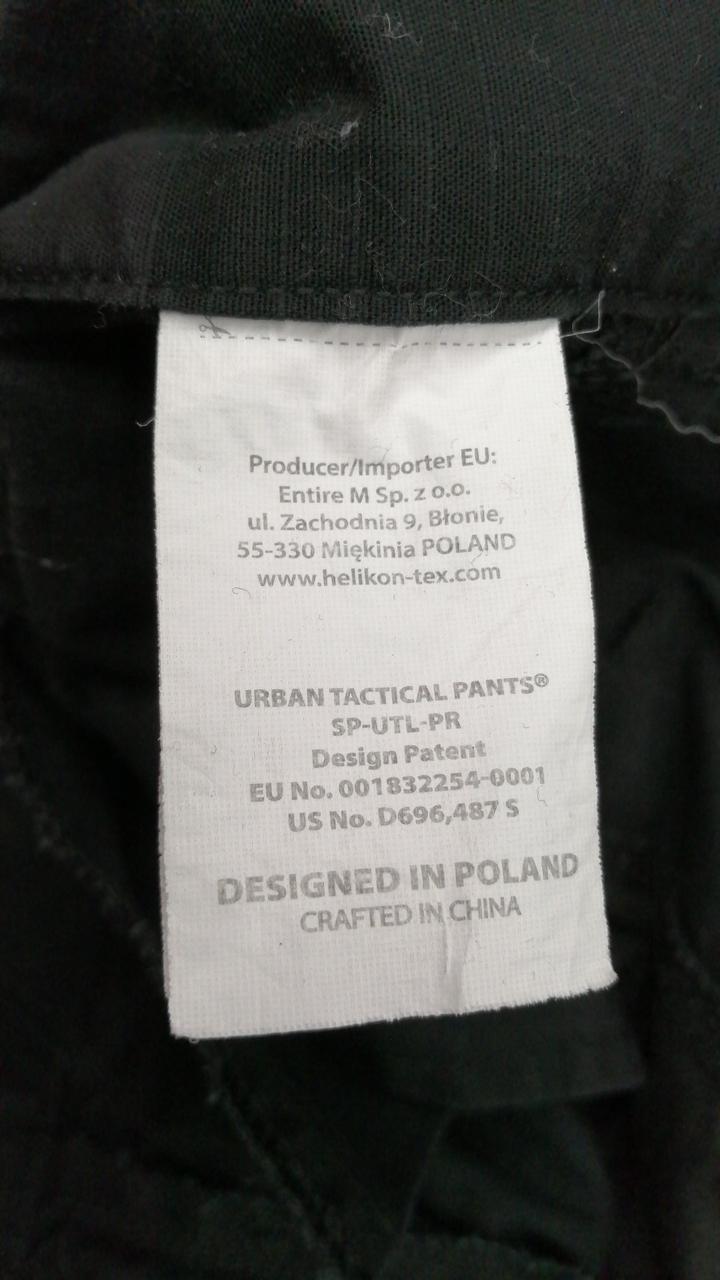 Producer/Importer EU:
Entire M Sp. z o.o.
ul. Zachodnia 9, Błonie,
55-330 Miękinia POLAND
www.helikon-tex.com
URBAN TACTICAL PANTS®
SP-UTL-PR
Design Patent
EU No. 001832254-0001
US No. D696,487 S
DESIGNED IN POLAND
CRAFTED IN CHINA